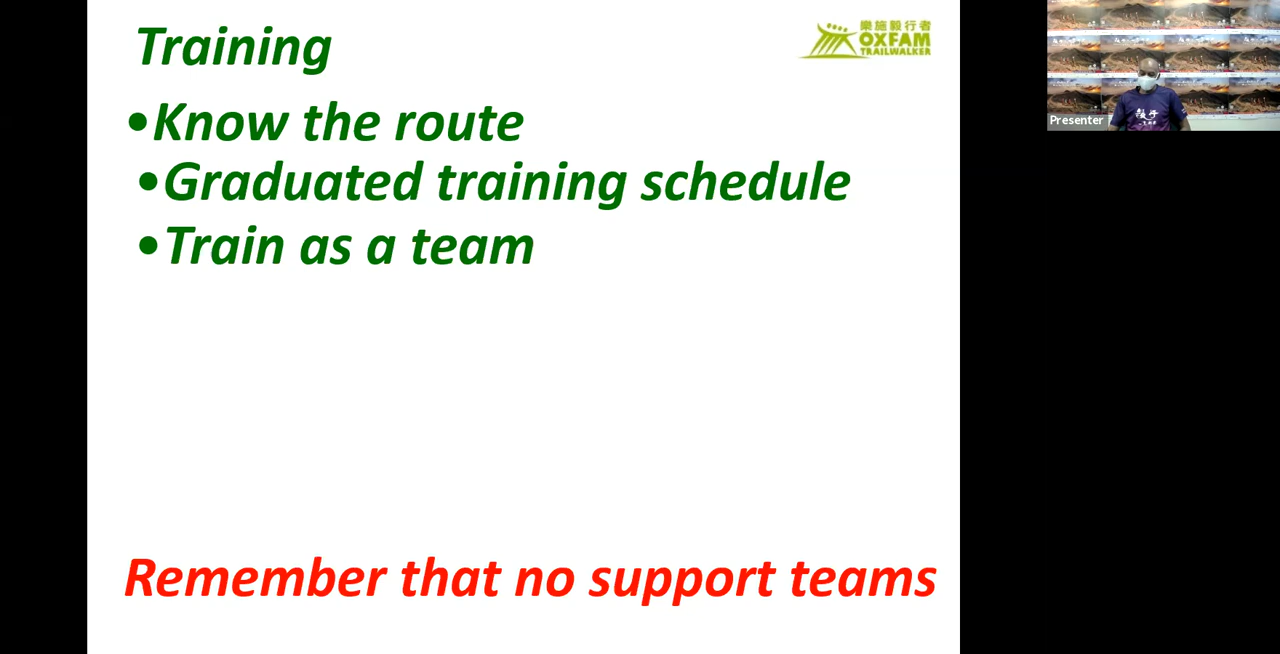 Training
樂施毅行者
OXFAM
TRAILWALKER
•Know the route
•Graduated training schedule
•Train as a team
Remember that no support teams
Presenter